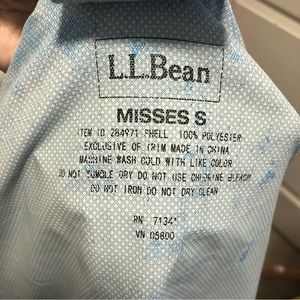 L.L.Bean
MISSES S
ITEM ID 284971 SHELL 100% POLYESTER
EXCLUSIVE OF TRIM MADE IN CHINA
MACHINE WASH COLD WITH LIKE COLOR
DO NOT TUMBLE DRY DO NOT USE CHLORINE BLEACH
DO NOT IRON DO NOT DRY CLEAN
RN 71341
VN 05800